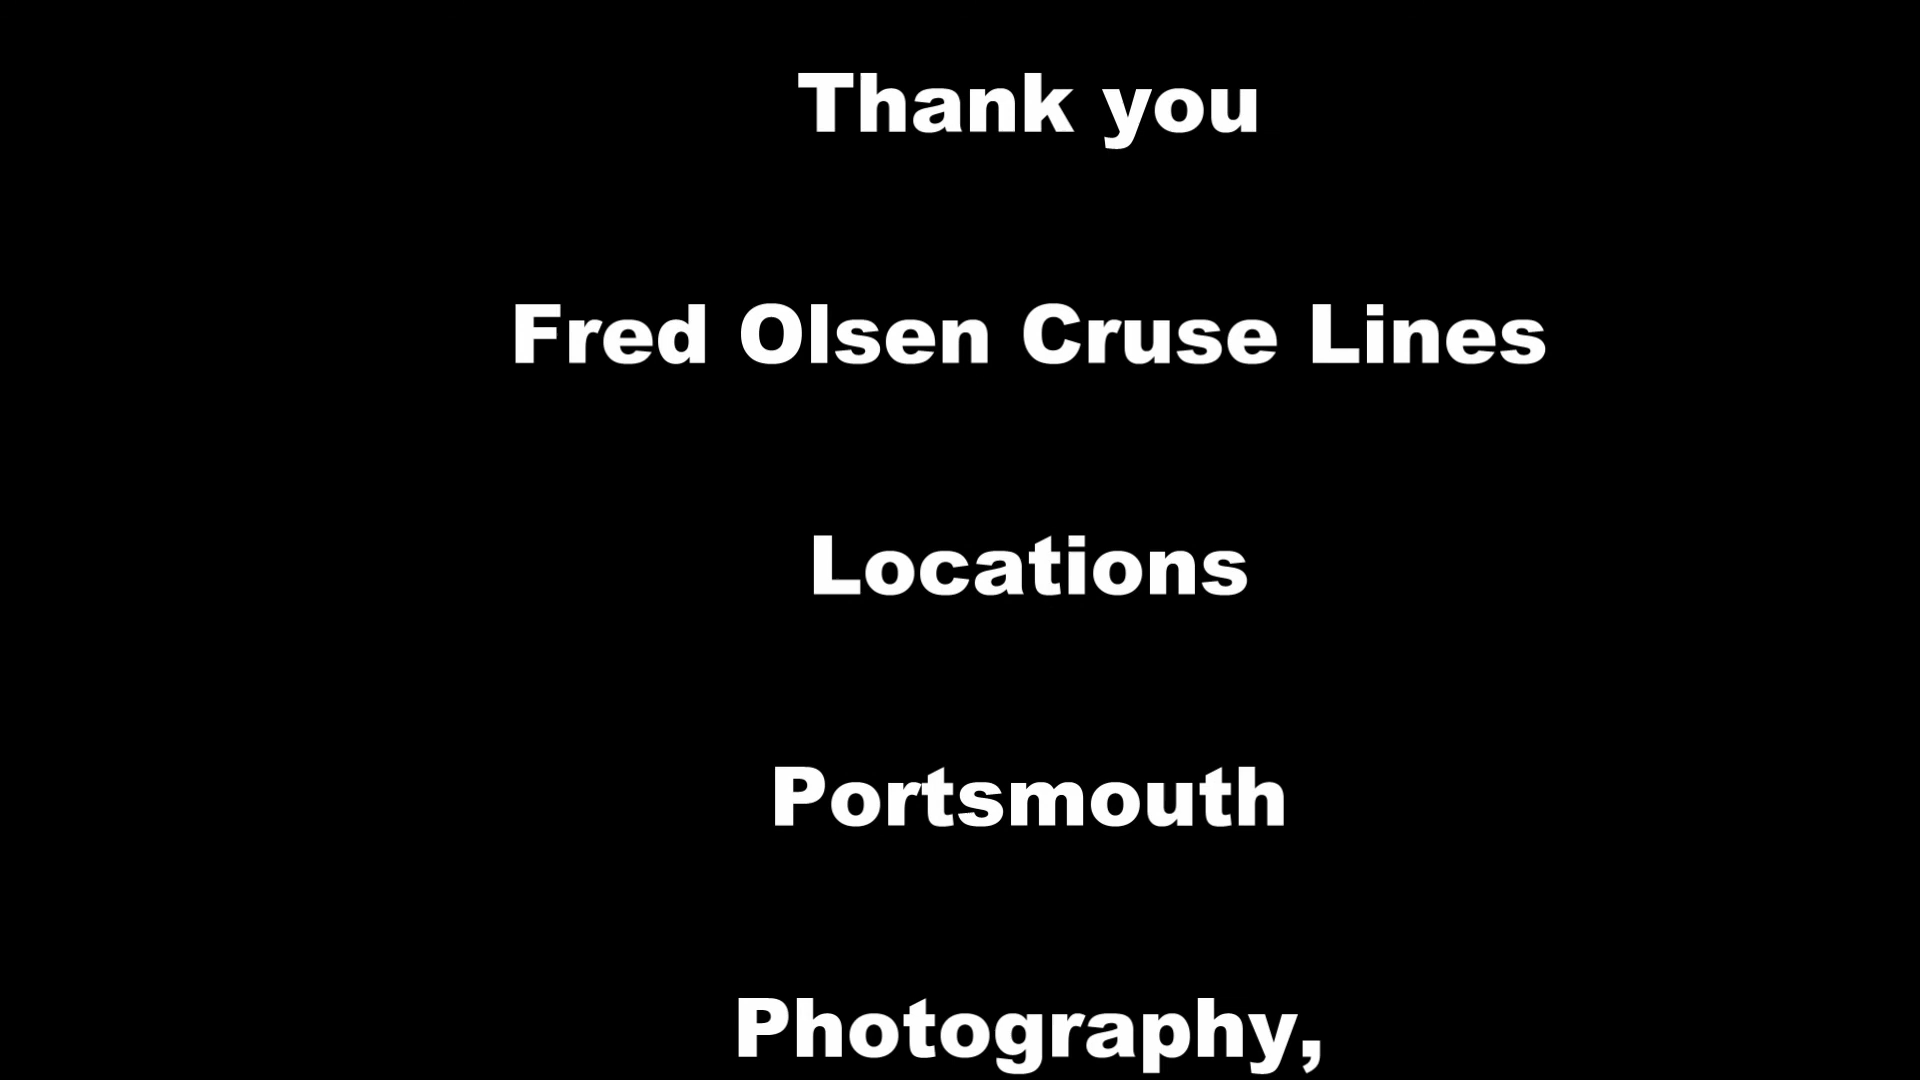 Thank you
Fred Olsen Cruse Lines
Locations
Portsmouth
Photography,